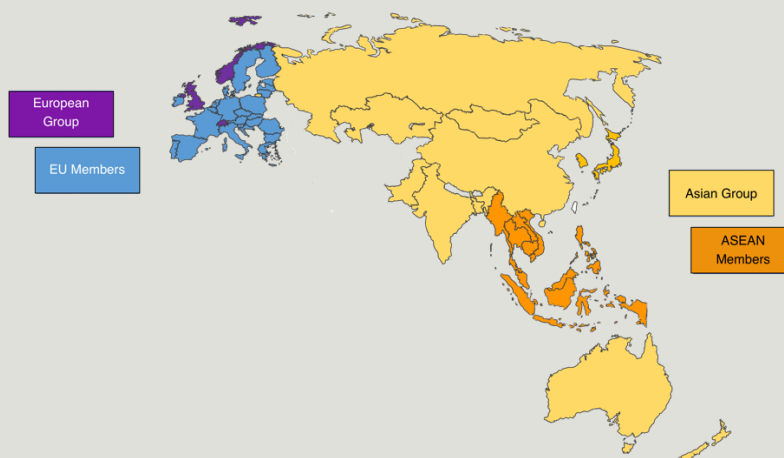 European
Group
EU Members
Asian Group
ASEAN
Members